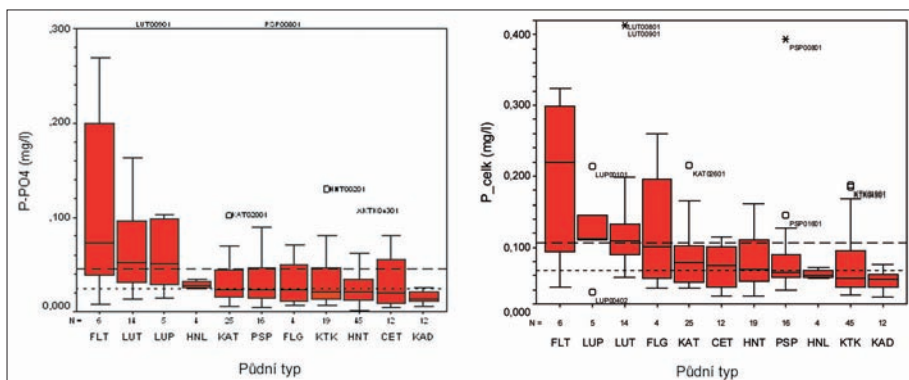 LUT00901 PSP00801
,300
,200
,100
0,000
P-PO4 (mg/l)
KAT02001
KTK04301
N = 6 14 5 4 25 16 4 19 45 12 12
FLT LUT LUP HNL KAT PSP FLG KTK HNT CET KAD
Půdní typ
0,400
0,300
0,200
0,100
0,000
P_celk (mg/l)
LUT00801
LUT00901
PSP00801
LUP00101
KAT02601
PSP01601
LUP00402
N = 6 5 14 4 25 12 19 16 4 45 12
FLT LUP LUT FLG KAT CET HNT PSP HNL KTK KAD
Půdní typ